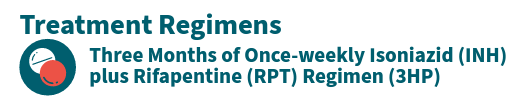 Treatment Regimens
Three Months of Once-weekly Isoniazid (INH)
plus Rifapentine (RPT) Regimen (3HP)